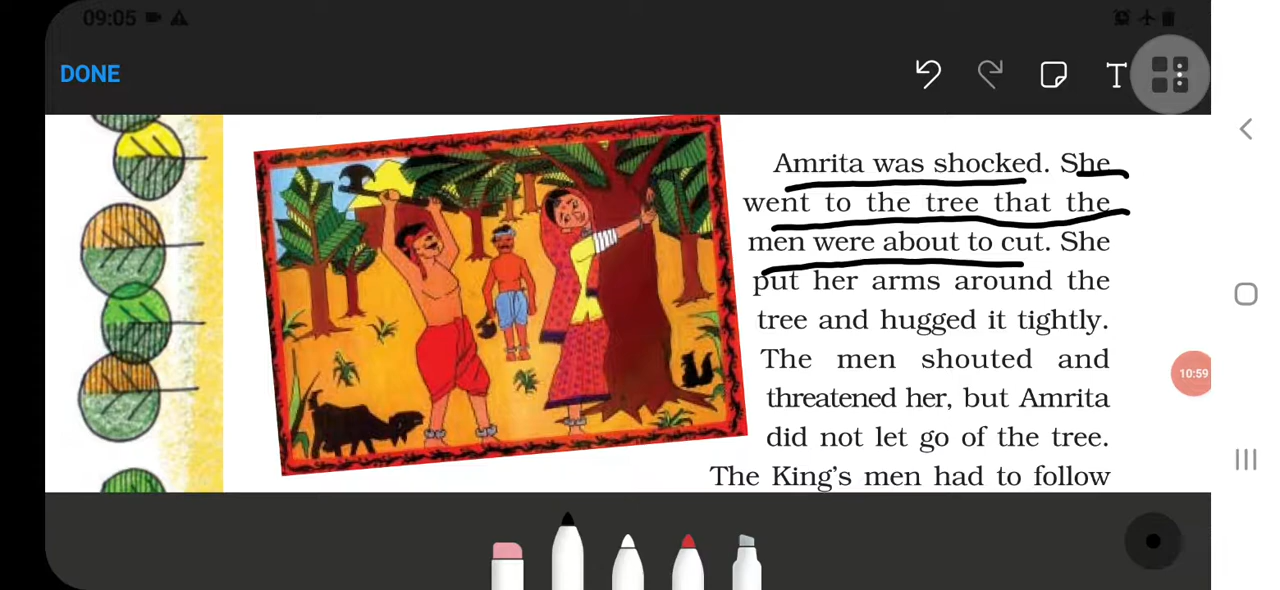 09:05
DONE
T
Amrita was shocked. She
went to the tree that the
men were about to cut. She
put her arms around the
tree and hugged it tightly.
The men shouted and
threatened her, but Amrita
did not let go of the tree.
The King's men had to follow
10:59